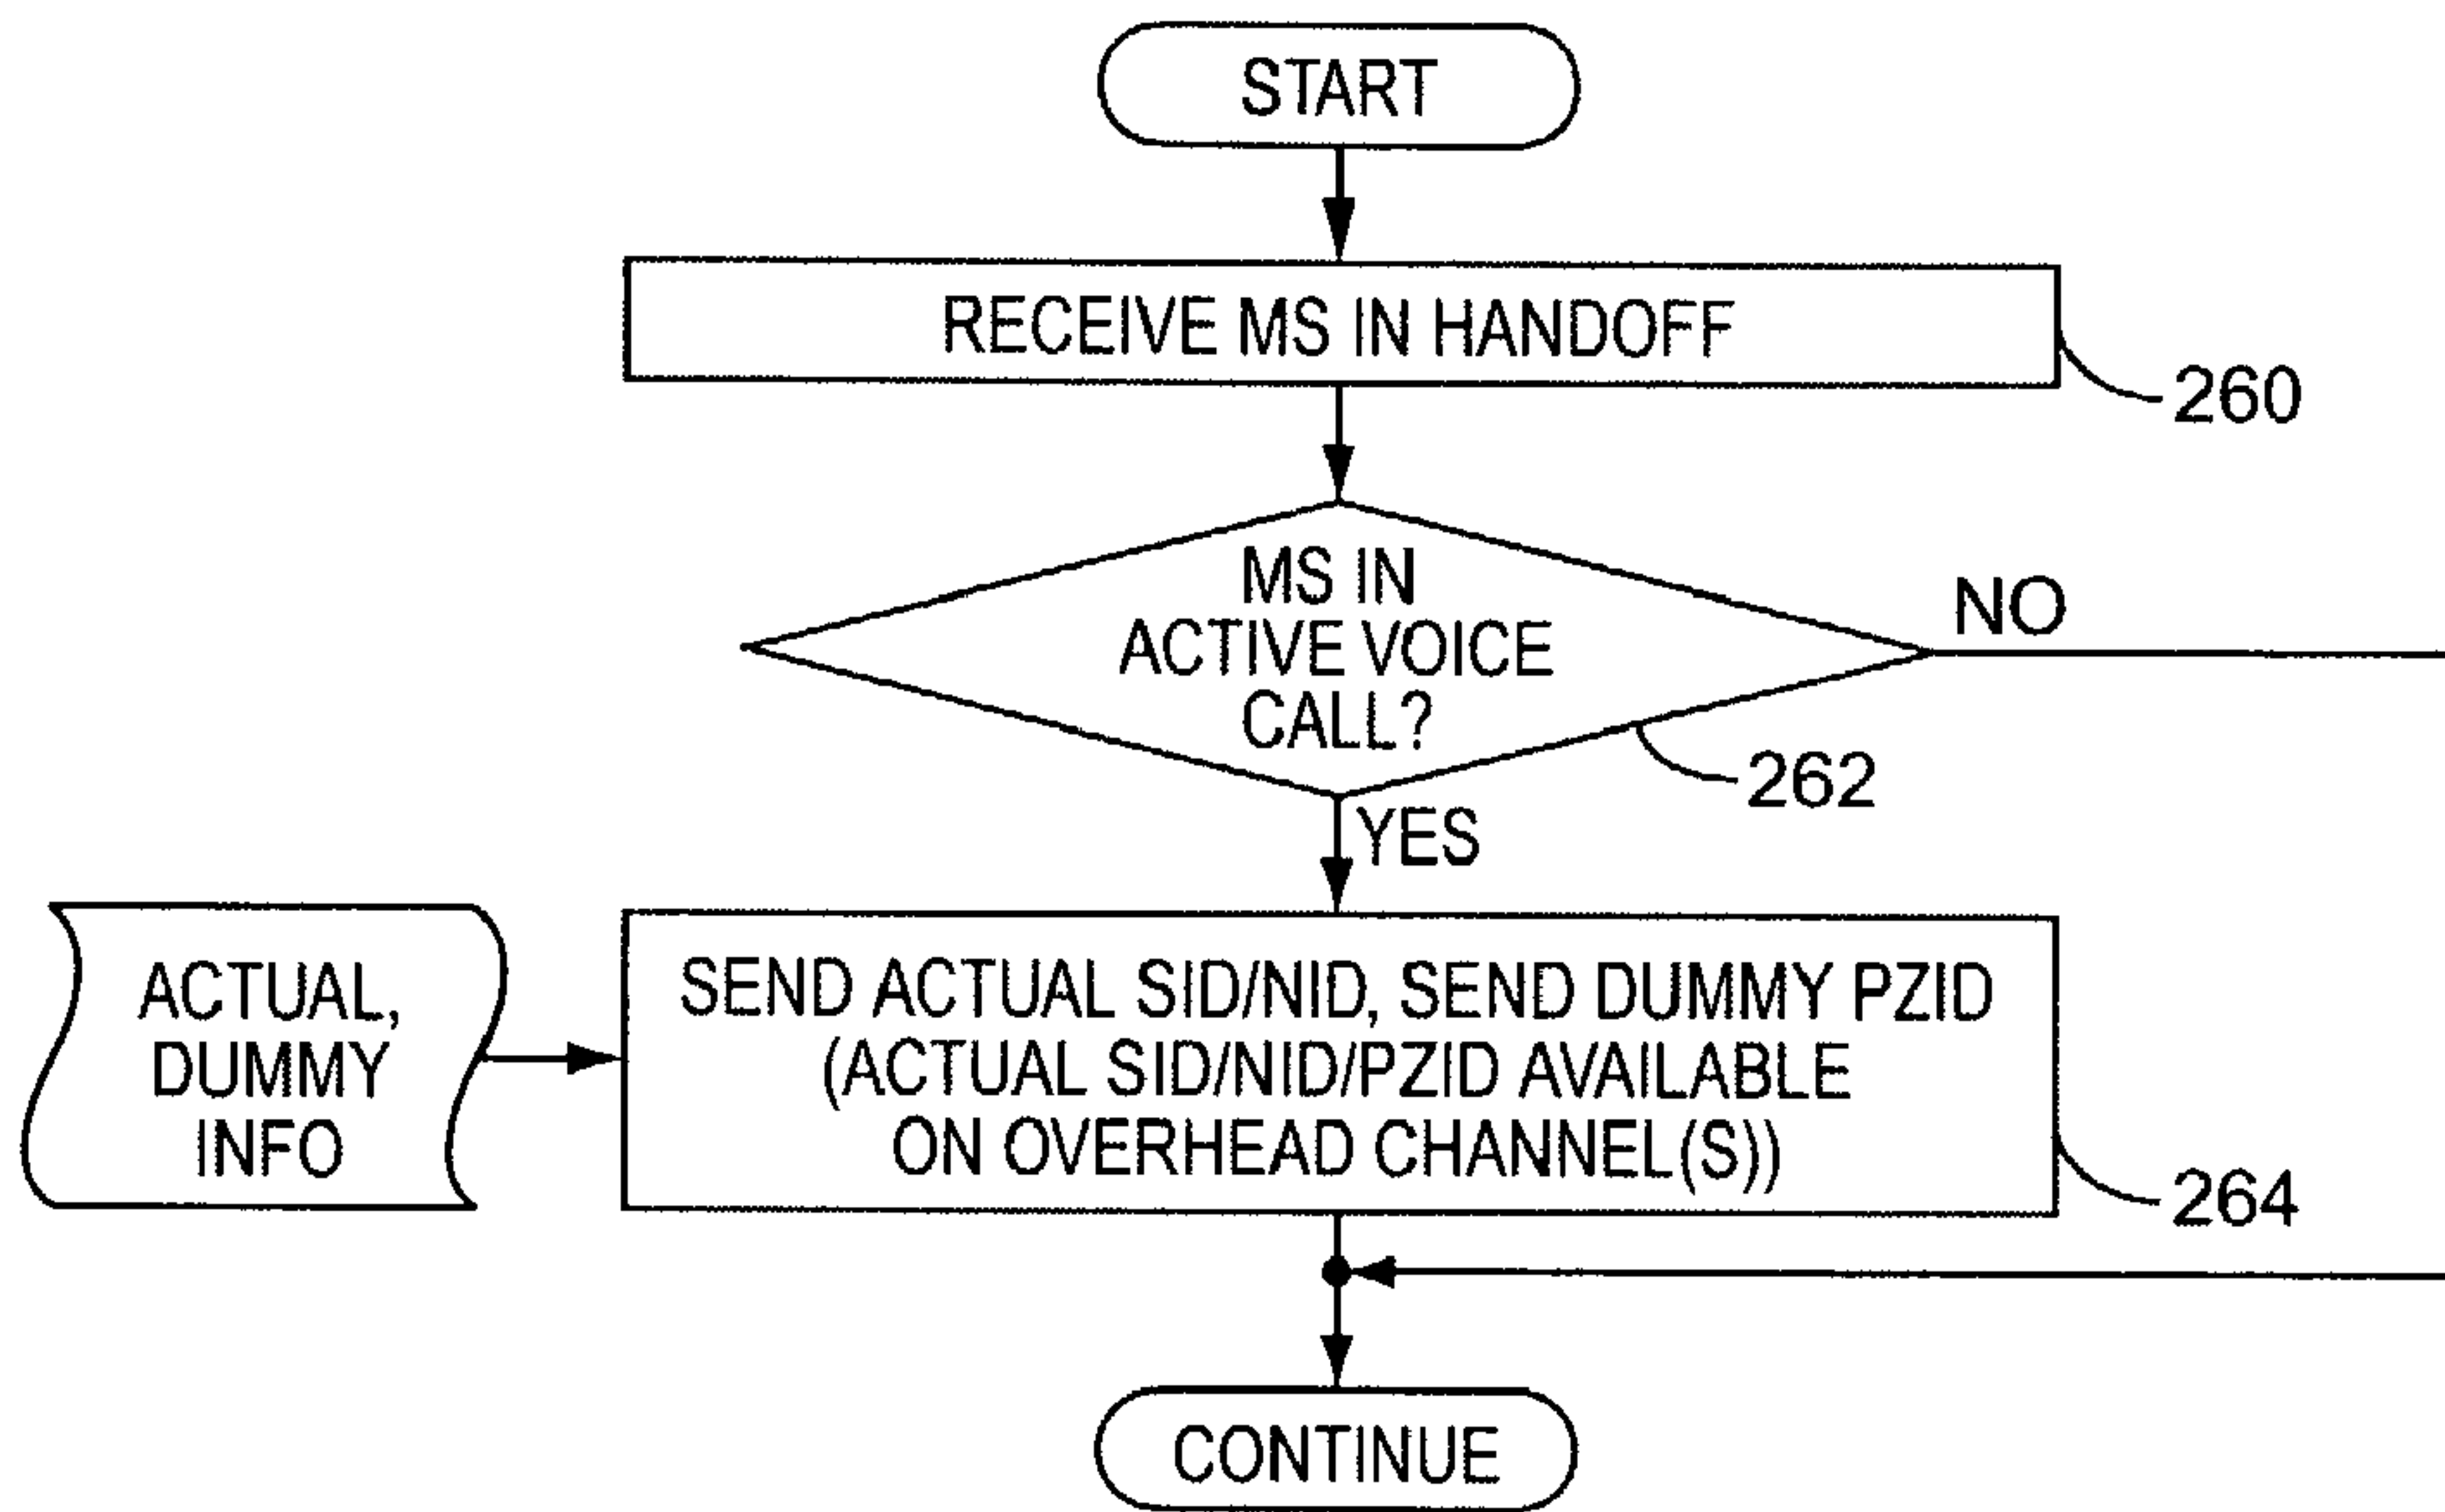 START
RECEIVE MS IN HANDOFF
260
MS IN
ACTIVE VOICE
CALL?
NO
262
YES
ACTUAL,
DUMMY
INFO
SEND ACTUAL SID/NID, SEND DUMMY PZID
(ACTUAL SID/NID/PZID AVAILABLE
ON OVERHEAD CHANNEL(S))
264
CONTINUE